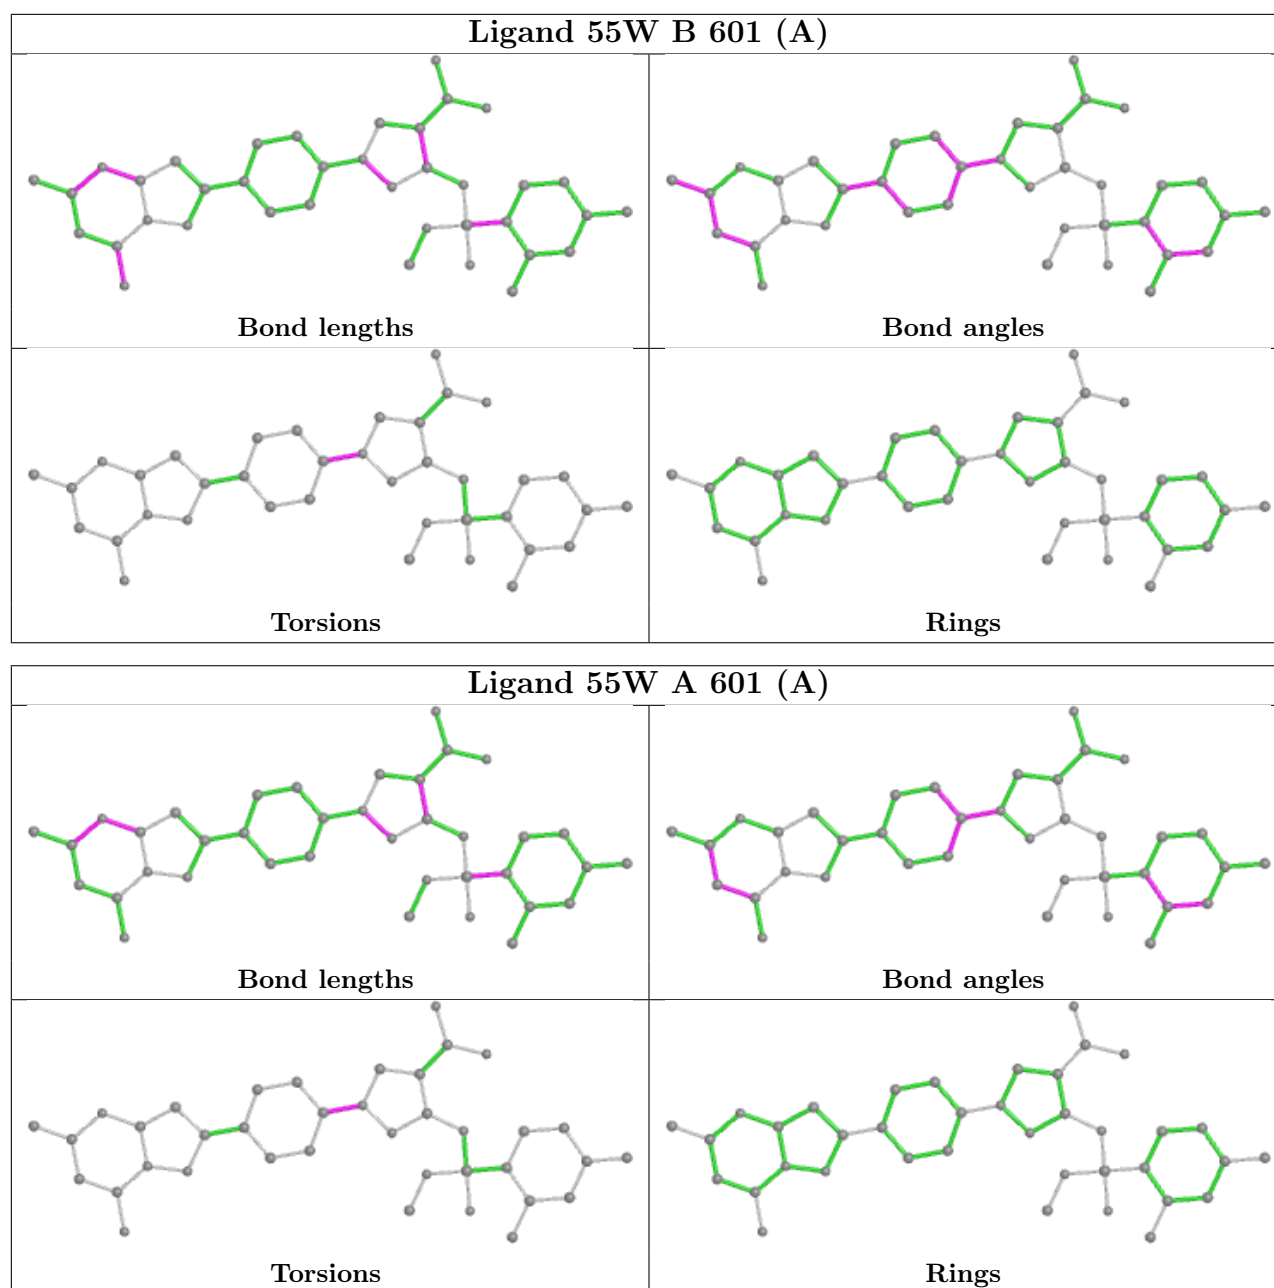 Ligand 55W B 601 (A)
Bond lengths
Bond angles
Torsions
Rings
Ligand 55W A 601 (A)
Bond lengths
Bond angles
Torsions
Rings